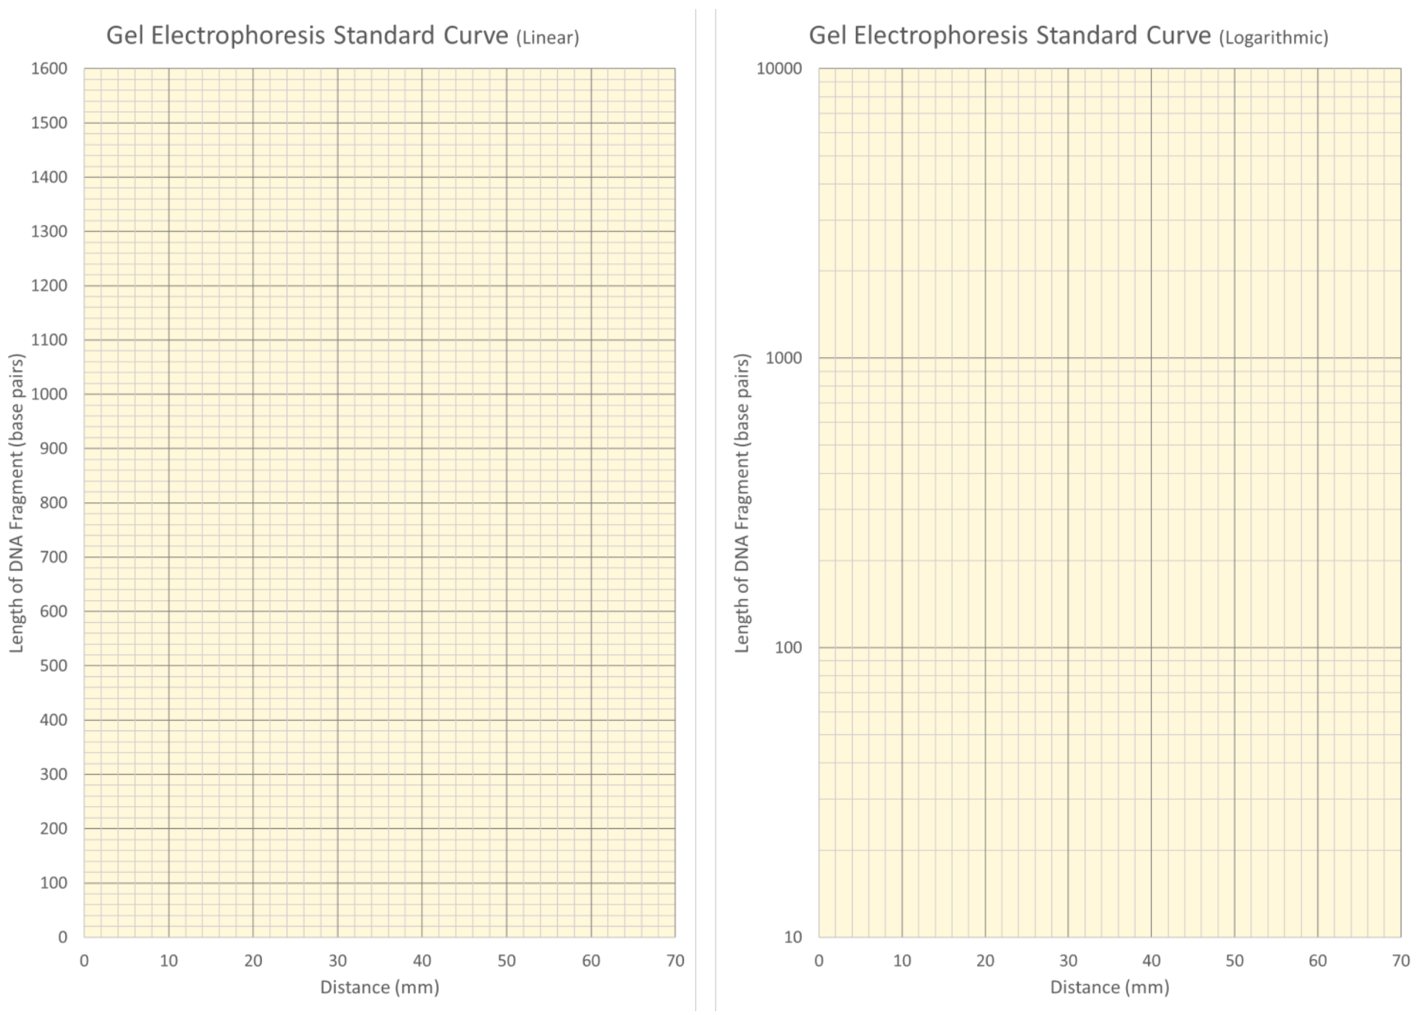 Gel Electrophoresis Standard Curve (Linear)
1600
1500
1400
1300
1200
1100
1000
900
800
700
600
500
400
300
200
100
0
Length of DNA Fragment (base pairs)
0 10 20 30 40 50 60 70
Distance (mm)
Gel Electrophoresis Standard Curve (Logarithmic)
10000
1000
100
10
Length of DNA Fragment (base pairs)
0 10 20 30 40 50 60 70
Distance (mm)